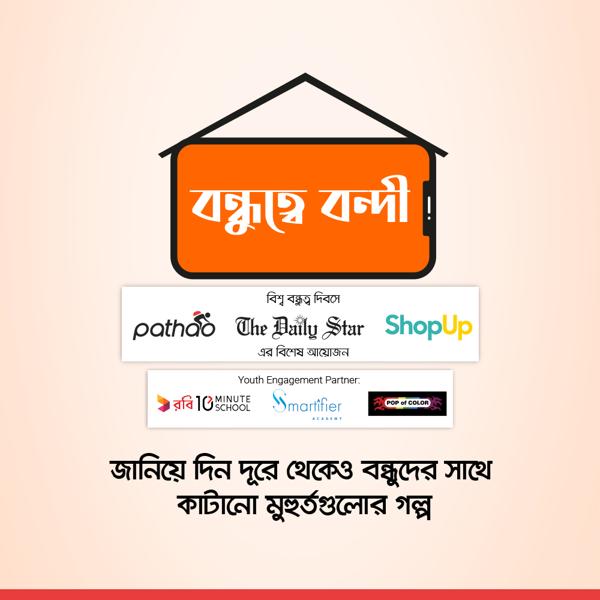 বন্ধুত্বে বন্দী
বিশ্ব বন্ধুত্ব দিবসে
pathao The Daily Star ShopUp
এর বিশেষ আয়োজন
Youth Engagement Partner:
রবি 10 MINUTE SCHOOL Smartifier ACADEMY POP of COLOR
জানিয়ে দিন দূরে থেকেও বন্ধুদের সাথে
কাটানো মুহুর্তগুলোর গল্প